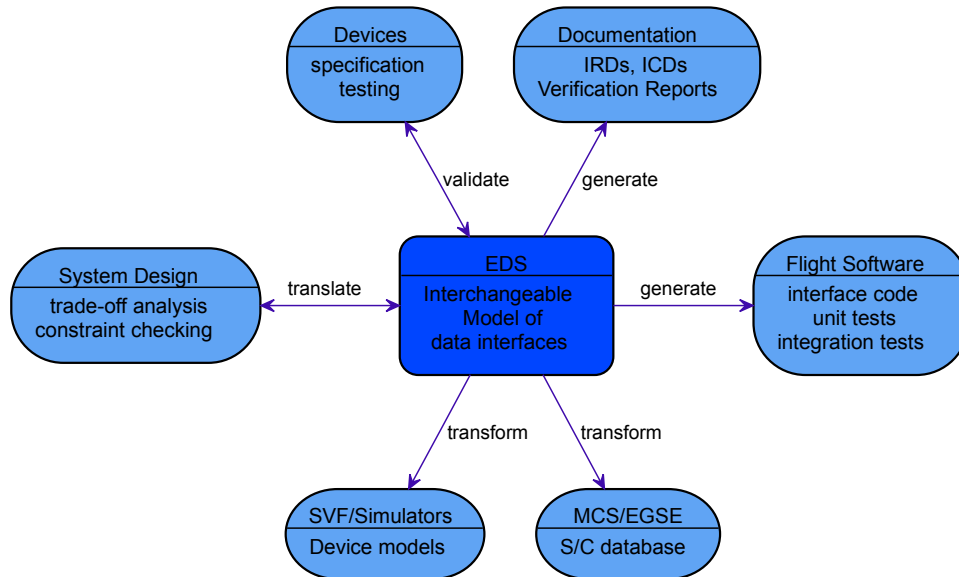 Devices
specification
testing
Documentation
IRDs, ICDs
Verification Reports
validate
generate
System Design
trade-off analysis
constraint checking
translate
EDS
Interchangeable
Model of
data interfaces
generate
Flight Software
interface code
unit tests
integration tests
transform
transform
SVF/Simulators
Device models
MCS/EGSE
S/C database